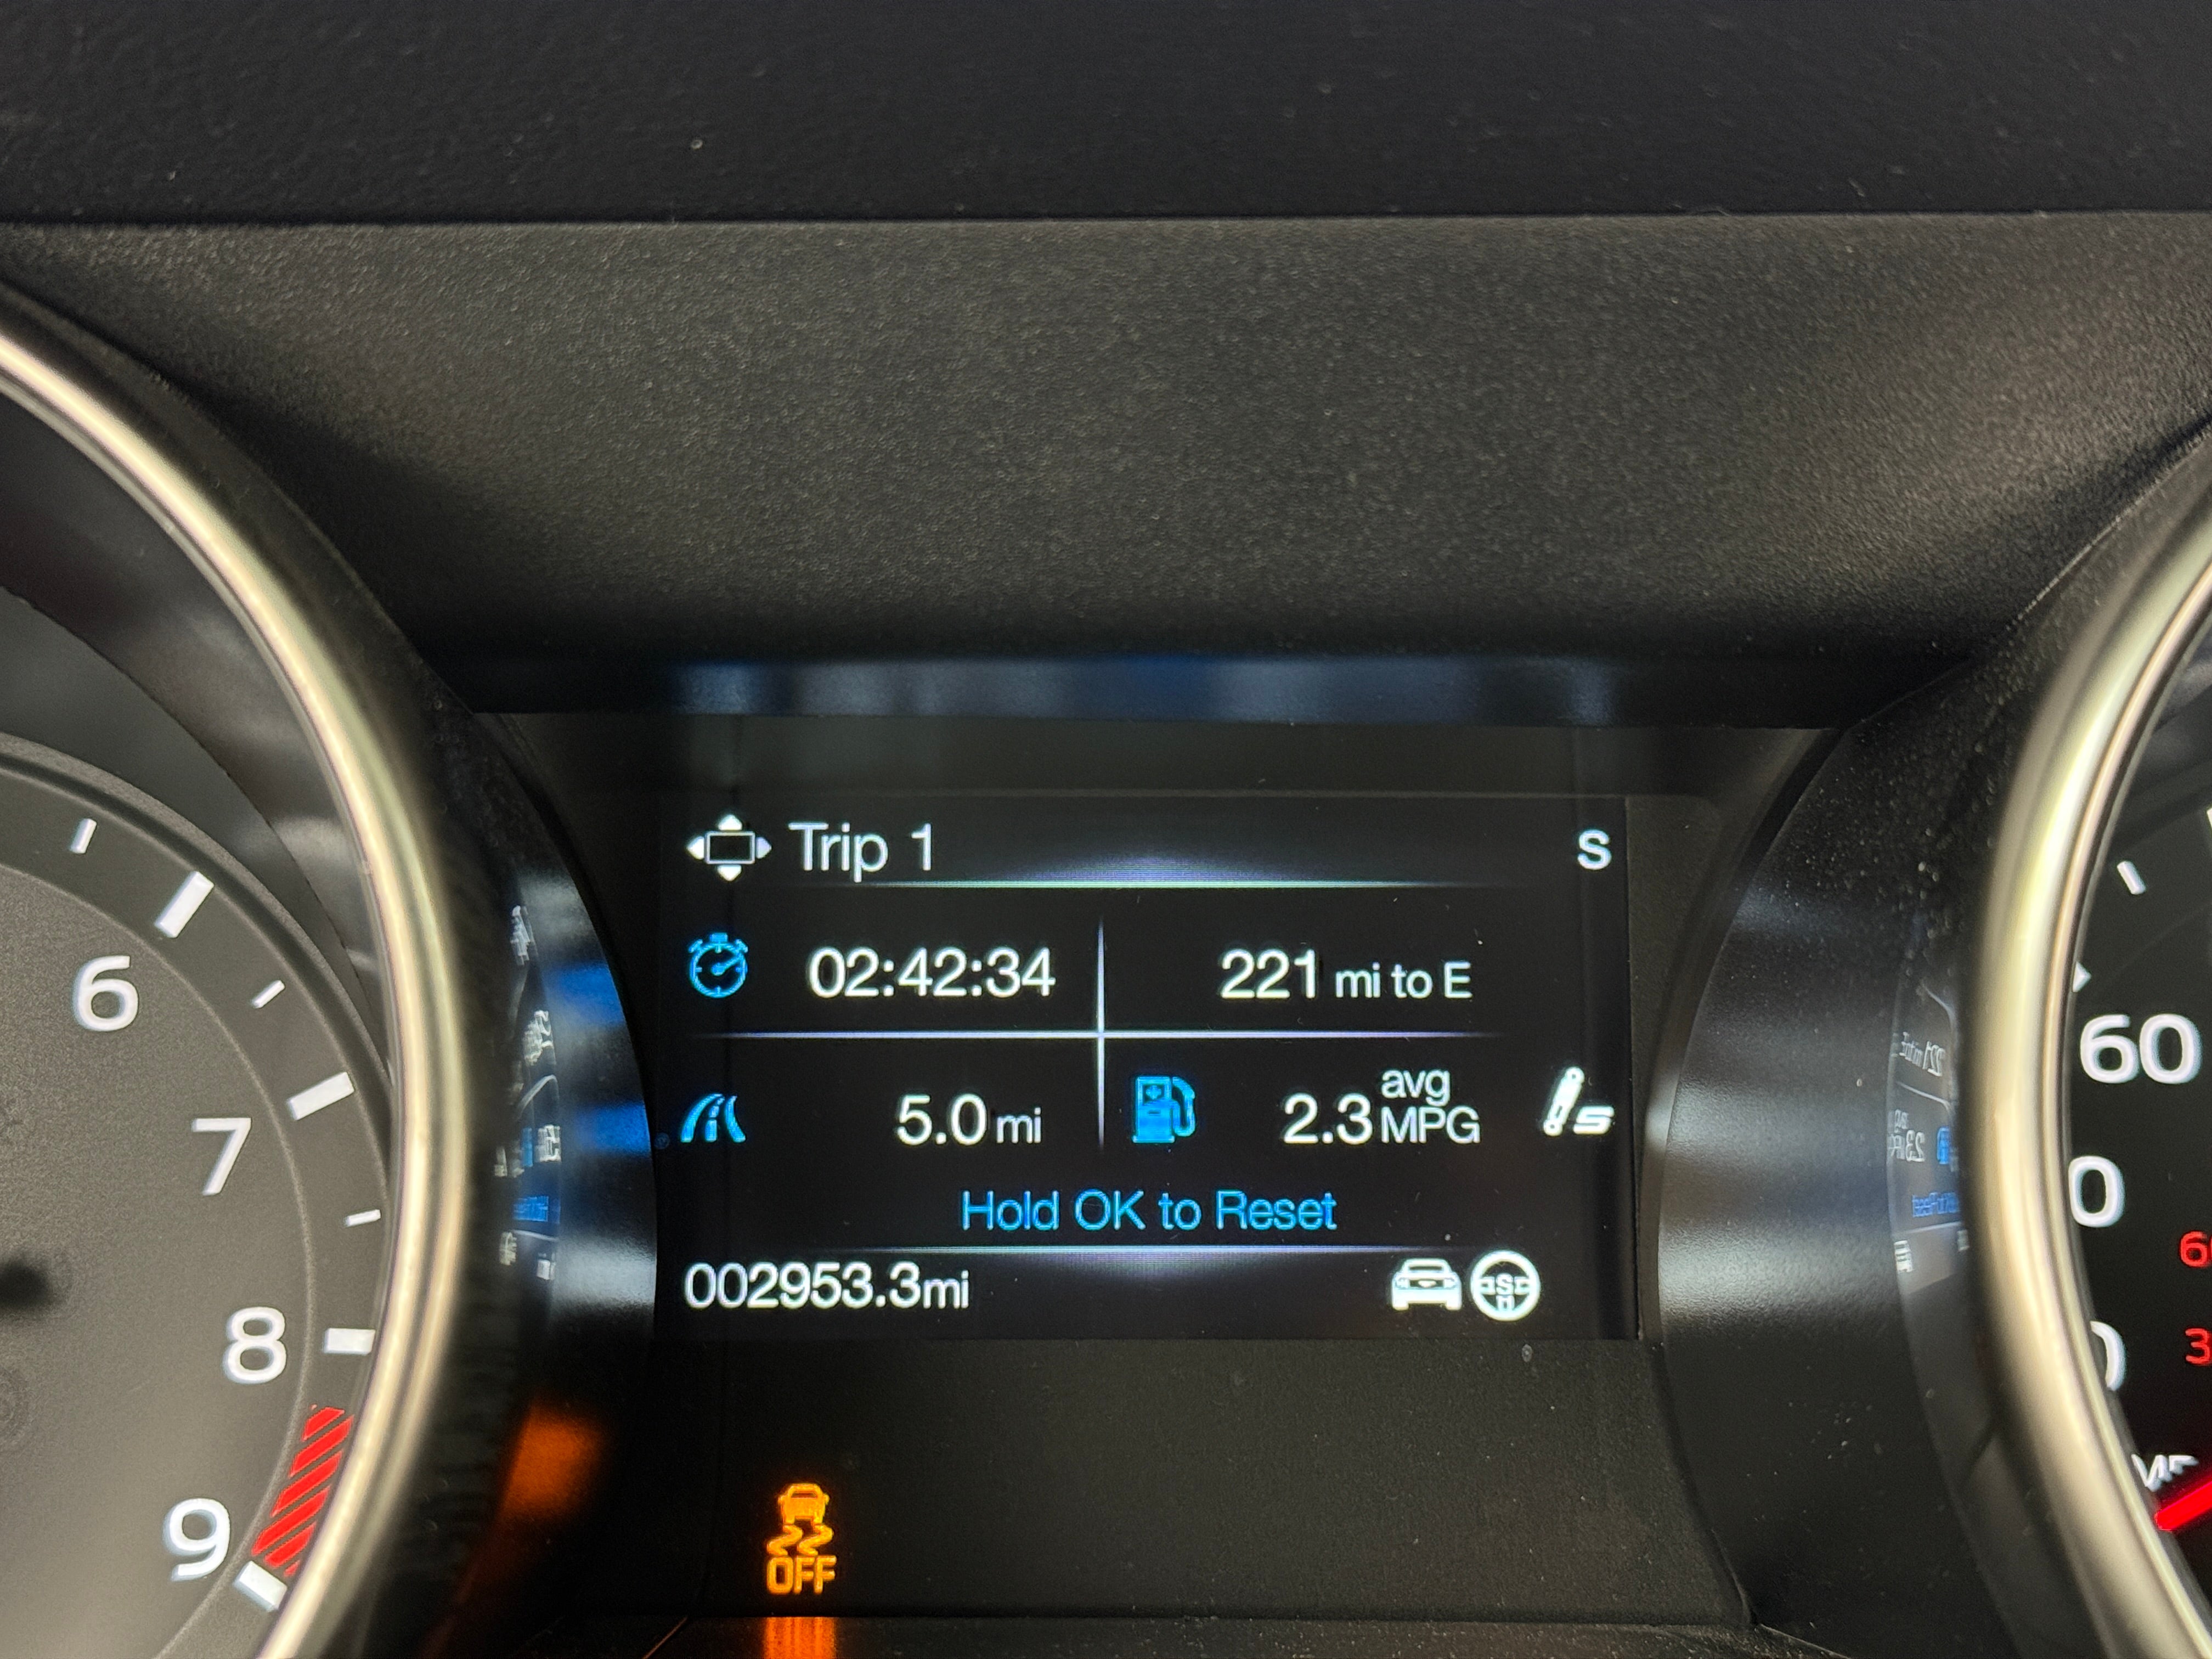 Trip 1 S
02:42:34 221 mi to E
5.0 mi 2.3 avg MPG S
Hold OK to Reset
002953.3mi S
OFF
6
7
8
9
60